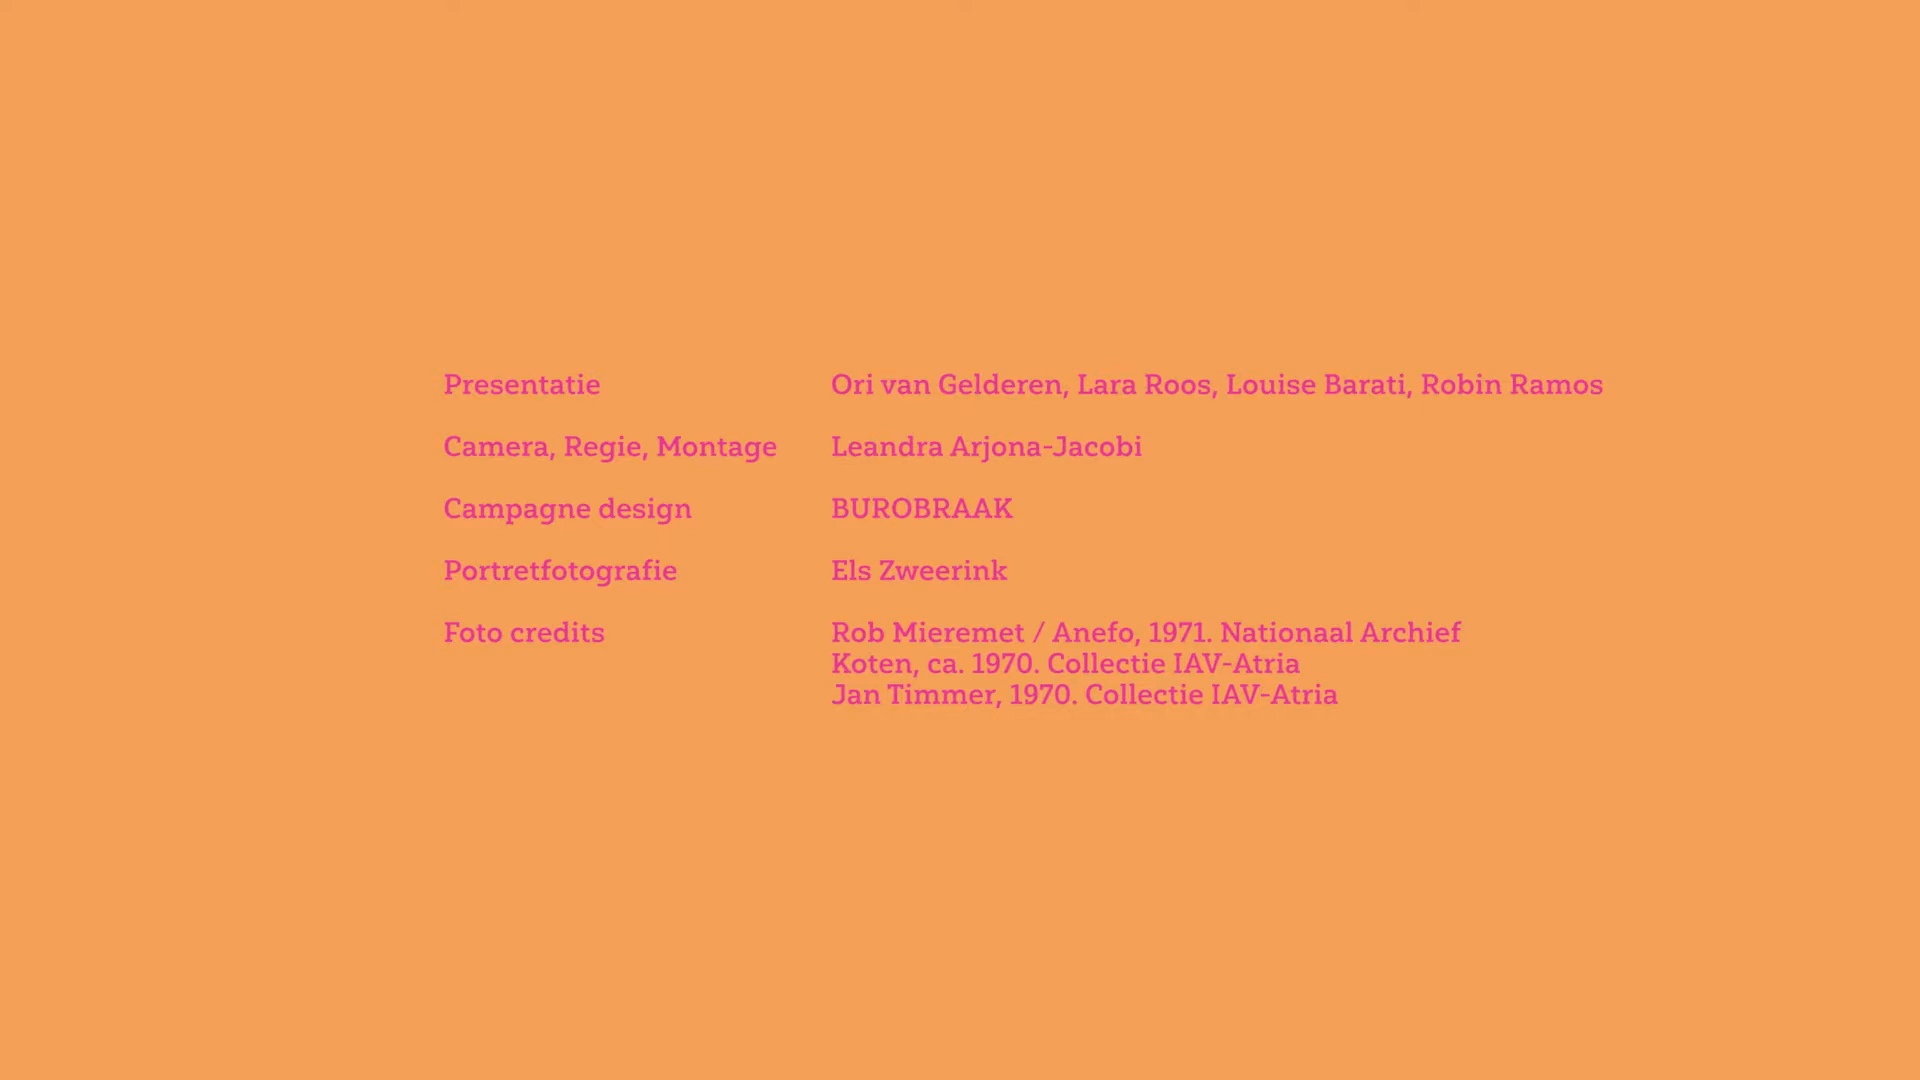 Presentatie Ori van Gelderen, Lara Roos, Louise Barati, Robin Ramos
Camera, Regie, Montage Leandra Arjona-Jacobi
Campagne design BUROBRAAK
Portretfotografie Els Zweerink
Foto credits Rob Mieremet / Anefo, 1971. Nationaal Archief
Koten, ca. 1970. Collectie IAV-Atria
Jan Timmer, 1970. Collectie IAV-Atria